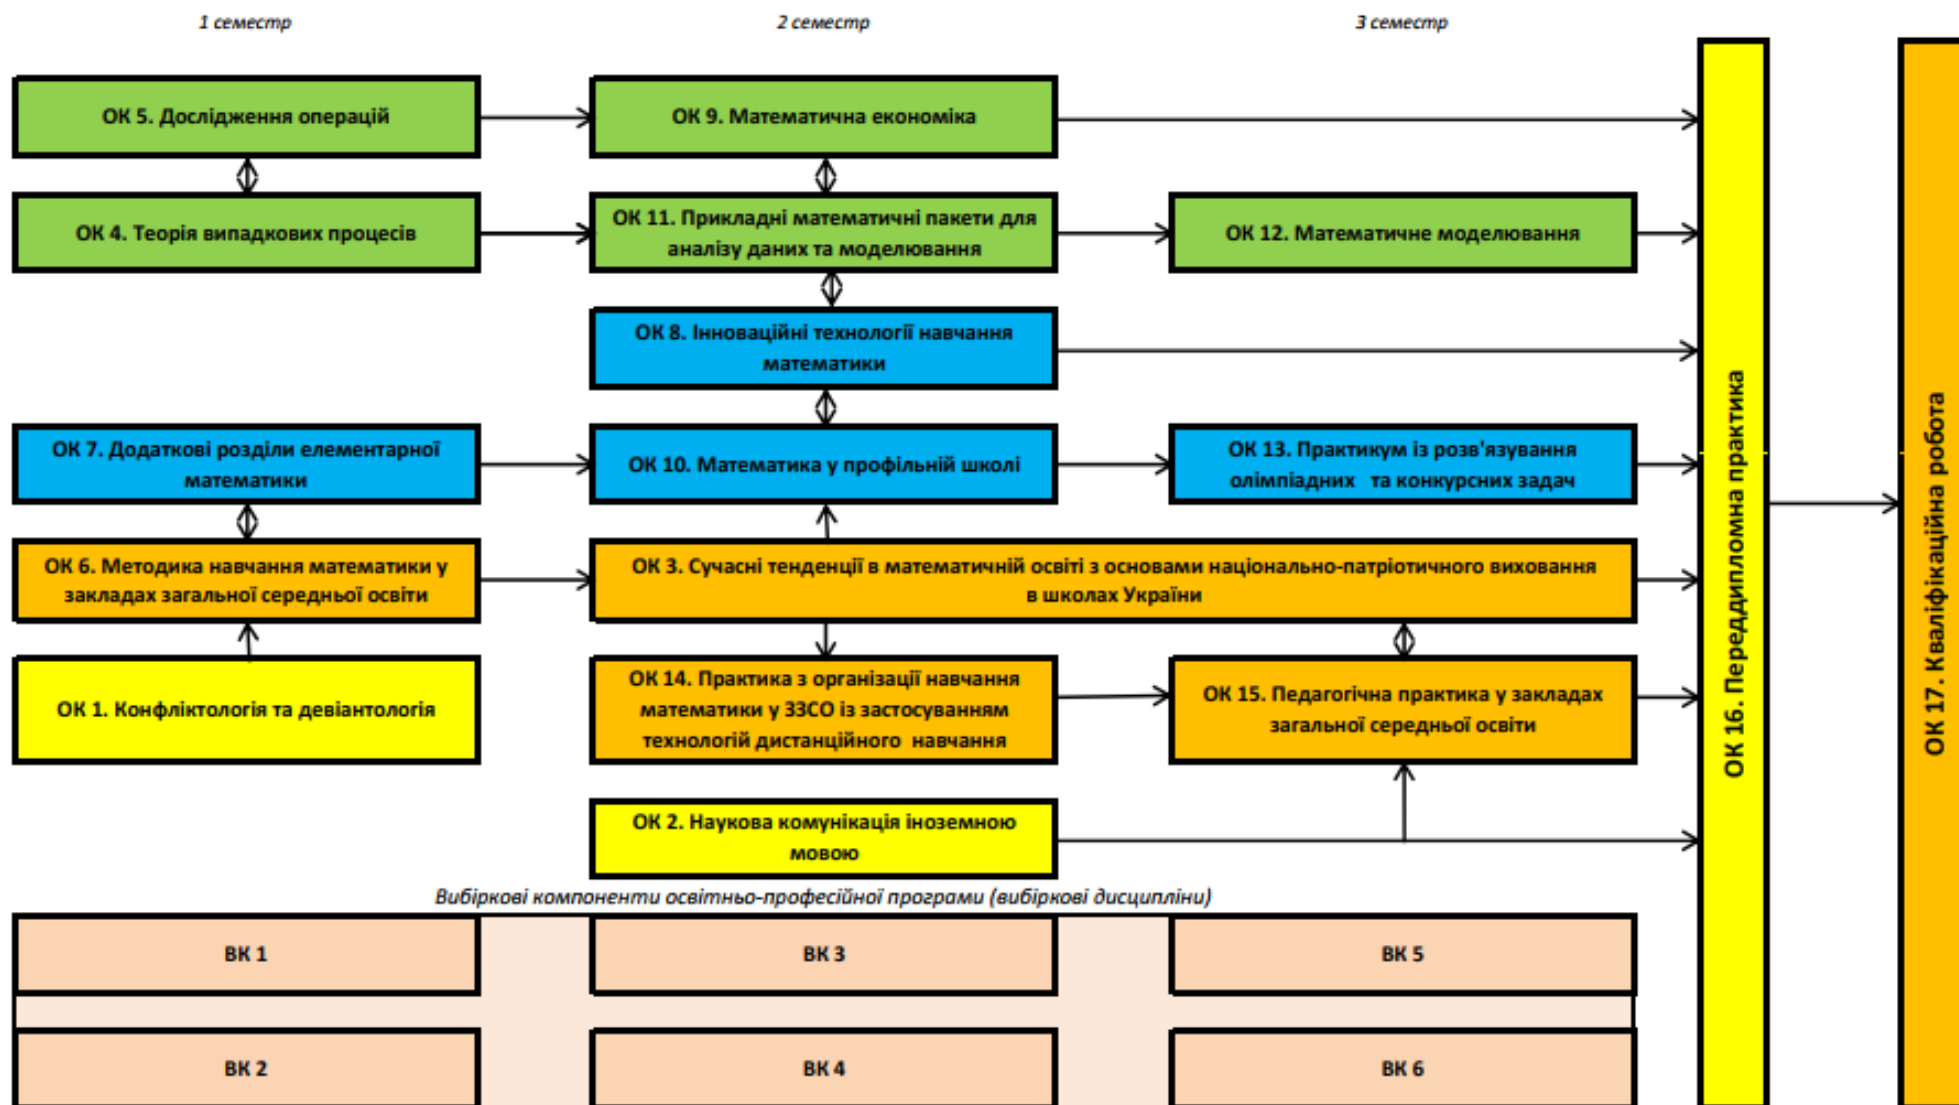 1 семестр
2 семестр
3 семестр
ОК 5. Дослідження операцій
ОК 9. Математична економіка
ОК 4. Теорія випадкових процесів
ОК 11. Прикладні математичні пакети для
аналізу даних та моделювання
ОК 12. Математичне моделювання
ОК 8. Інноваційні технології навчання
математики
ОК 7. Додаткові розділи елементарної
математики
ОК 10. Математика у профільній школі
ОК 13. Практикум із розв'язування
олімпіадних та конкурсних задач
ОК 6. Методика навчання математики у
закладах загальної середньої освіти
ОК 3. Сучасні тенденції в математичній освіті з основами національно-патріотичного виховання
в школах України
ОК 1. Конфліктологія та девіантологія
ОК 14. Практика з організації навчання
математики у ЗЗСО із застосуванням
технологій дистанційного навчання
ОК 15. Педагогічна практика у закладах
загальної середньої освіти
ОК 2. Наукова комунікація іноземною
мовою
ОК 16. Переддипломна практика
ОК 17. Кваліфікаційна робота
Вибіркові компоненти освітньо-професійної програми (вибіркові дисципліни)
ВК 1
ВК 3
ВК 5
ВК 2
ВК 4
ВК 6